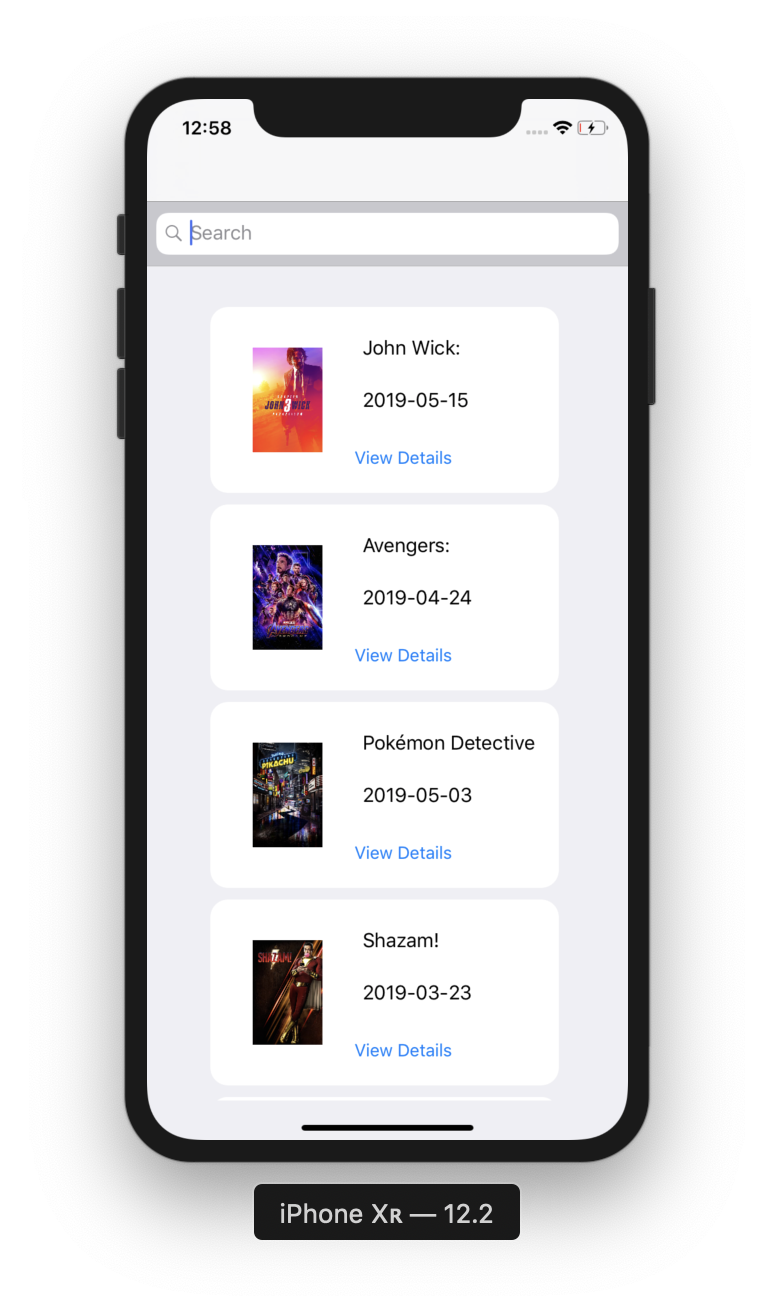 12:58
Search
John Wick:
2019-05-15
JOHN 3 WICK
View Details
Avengers:
2019-04-24
View Details
Pokémon Detective
PIKACHU
2019-05-03
View Details
Shazam!
SHAZAM!
2019-03-23
View Details
iPhone XR — 12.2